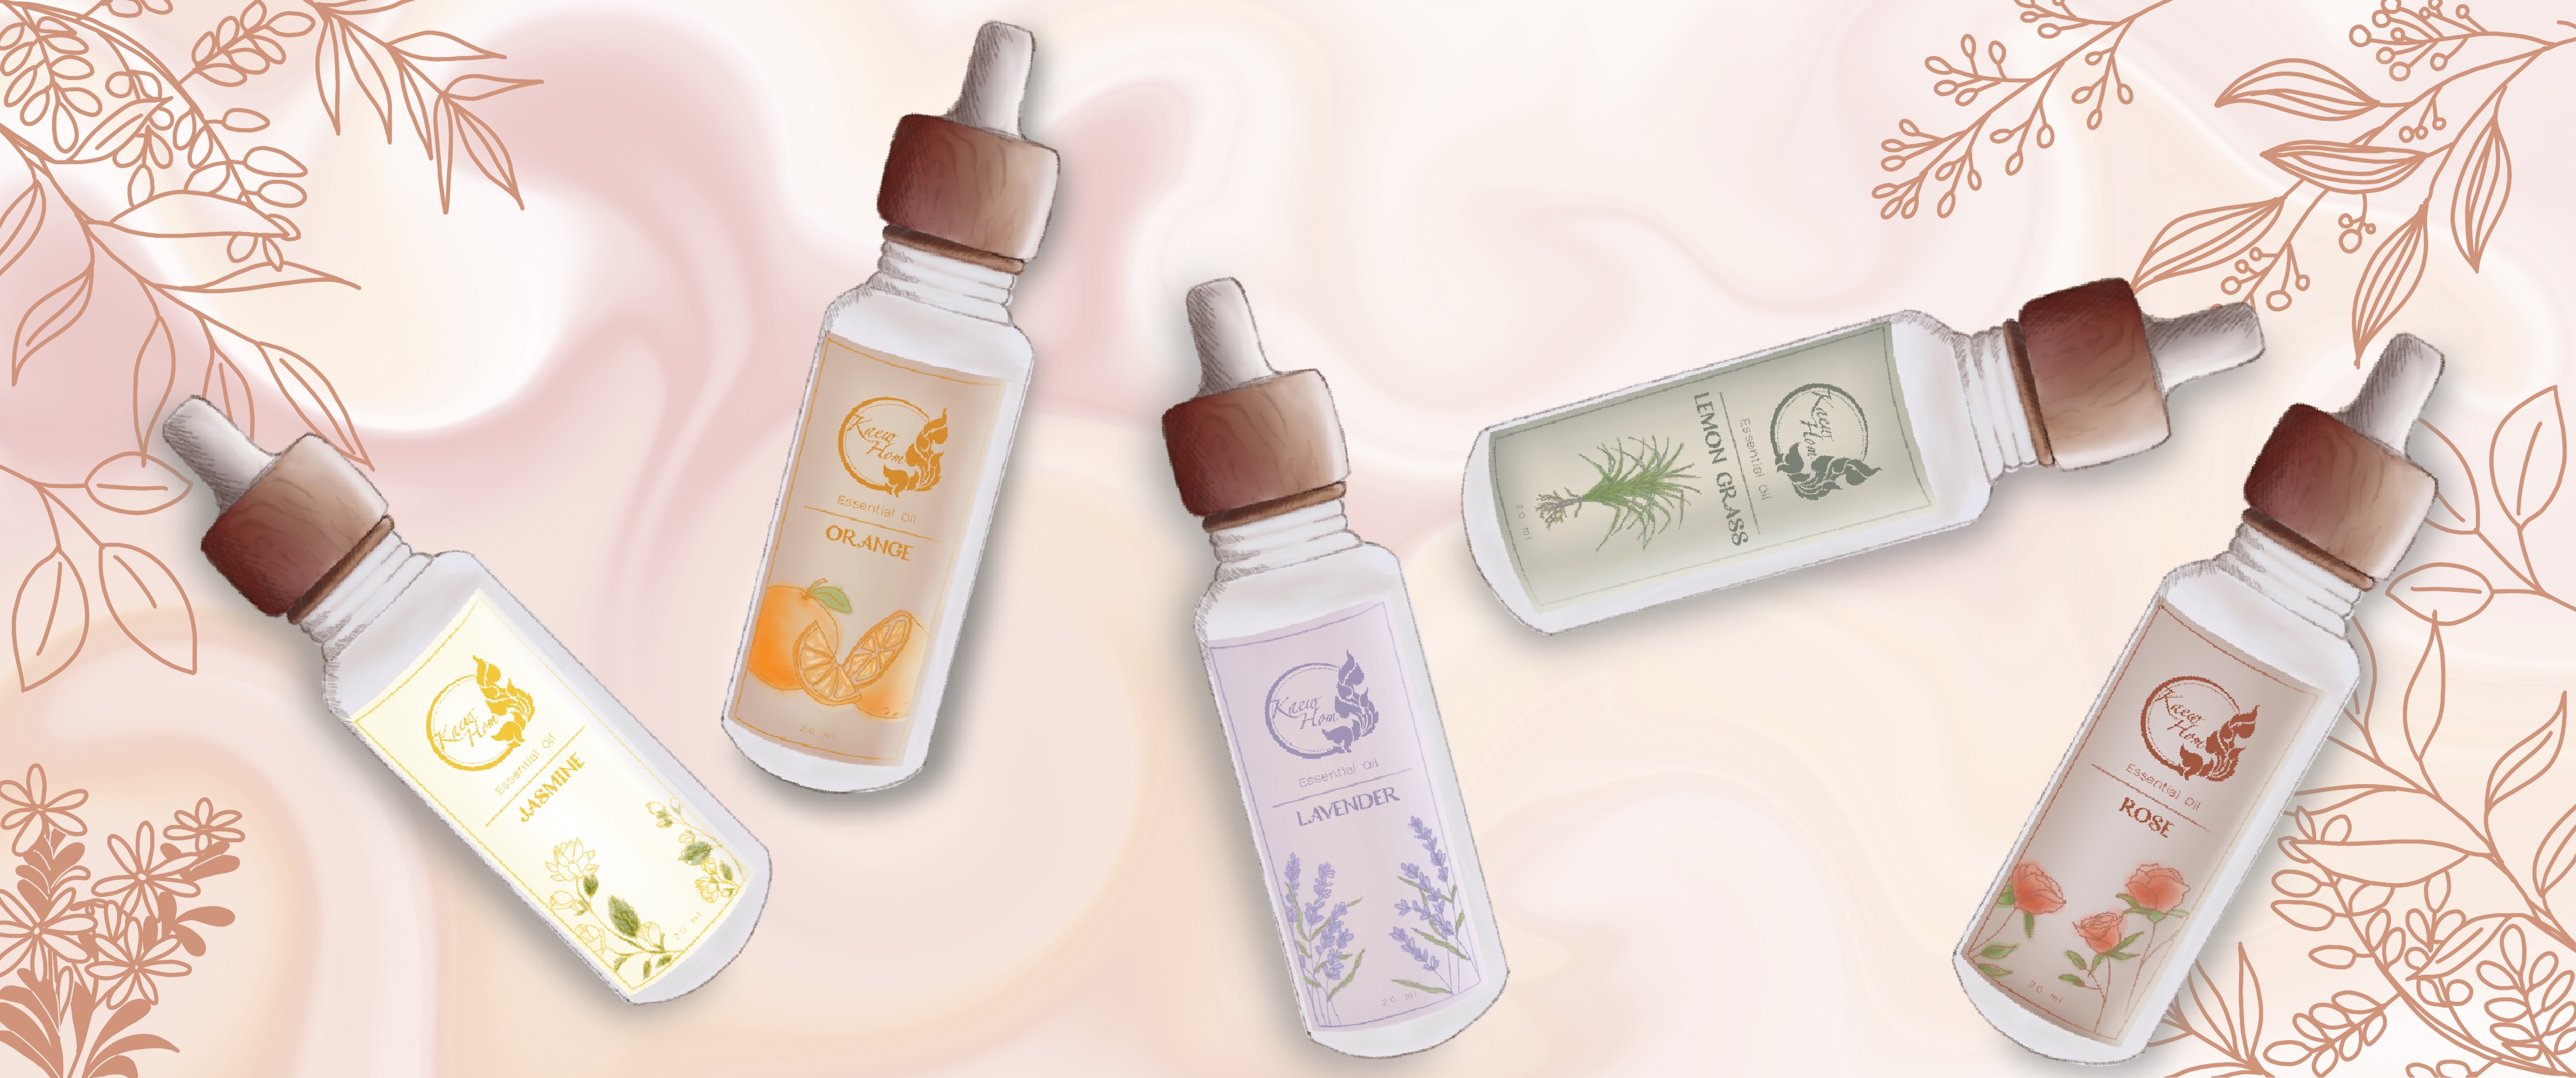 Kaew
Hom
Essential Oil
JASMINE
20 ml
Kaew
Hom
Essential Oil
ORANGE
20 ml
Kaew
Hom
Essential Oil
LAVENDER
20 ml
Kaew
Hom
Essential Oil
LEMON GRASS
20 ml
Kaew
Hom
Essential Oil
ROSE
20 ml